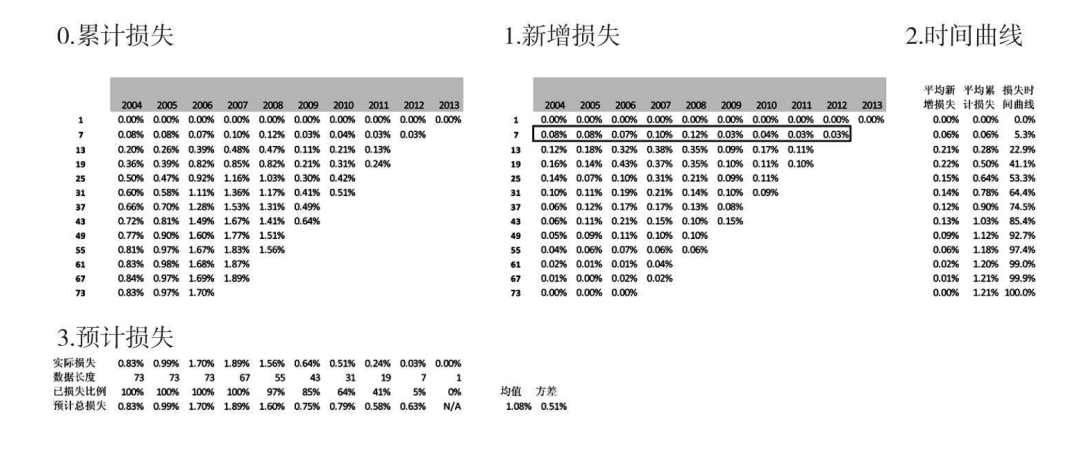 0.累计损失
2004 2005 2006 2007 2008 2009 2010 2011 2012 2013
1 0.00% 0.00% 0.00% 0.00% 0.00% 0.00% 0.00% 0.00% 0.00% 0.00%
7 0.08% 0.08% 0.07% 0.10% 0.12% 0.03% 0.04% 0.03% 0.03%
13 0.20% 0.26% 0.39% 0.48% 0.47% 0.11% 0.21% 0.13%
19 0.36% 0.39% 0.82% 0.85% 0.82% 0.21% 0.31% 0.24%
25 0.50% 0.47% 0.92% 1.16% 1.03% 0.30% 0.42%
31 0.60% 0.58% 1.11% 1.36% 1.17% 0.41% 0.51%
37 0.66% 0.70% 1.28% 1.53% 1.31% 0.49%
43 0.72% 0.81% 1.49% 1.67% 1.41% 0.64%
49 0.77% 0.90% 1.60% 1.77% 1.51%
55 0.81% 0.97% 1.67% 1.83% 1.56%
61 0.83% 0.98% 1.68% 1.87%
67 0.84% 0.97% 1.69% 1.89%
73 0.83% 0.97% 1.70%
1.新增损失
2004 2005 2006 2007 2008 2009 2010 2011 2012 2013
1 0.00% 0.00% 0.00% 0.00% 0.00% 0.00% 0.00% 0.00% 0.00% 0.00%
7 0.08% 0.08% 0.07% 0.10% 0.12% 0.03% 0.04% 0.03% 0.03%
13 0.12% 0.18% 0.32% 0.38% 0.35% 0.09% 0.17% 0.11%
19 0.16% 0.14% 0.43% 0.37% 0.35% 0.10% 0.11% 0.10%
25 0.14% 0.07% 0.10% 0.31% 0.21% 0.09% 0.11%
31 0.10% 0.11% 0.19% 0.21% 0.14% 0.10% 0.09%
37 0.06% 0.12% 0.17% 0.17% 0.13% 0.08%
43 0.06% 0.11% 0.21% 0.15% 0.10% 0.15%
49 0.05% 0.09% 0.11% 0.10% 0.10%
55 0.04% 0.06% 0.07% 0.06% 0.06%
61 0.02% 0.01% 0.01% 0.04%
67 0.01% 0.00% 0.02% 0.02%
73 0.00% 0.00% 0.00%
2.时间曲线
平均新 平均累 损失时
增损失 计损失 间曲线
0.00% 0.00% 0.0%
0.06% 0.06% 5.3%
0.21% 0.28% 22.9%
0.22% 0.50% 41.1%
0.15% 0.64% 53.3%
0.14% 0.78% 64.4%
0.12% 0.90% 74.5%
0.13% 1.03% 85.4%
0.09% 1.12% 92.7%
0.06% 1.18% 97.4%
0.02% 1.20% 99.0%
0.01% 1.21% 99.9%
0.00% 1.21% 100.0%
3.预计损失
实际损失 0.83% 0.99% 1.70% 1.89% 1.56% 0.64% 0.51% 0.24% 0.03% 0.00%
数据长度 73 73 73 67 55 43 31 19 7 1
已损失比例 100% 100% 100% 100% 97% 85% 64% 41% 5% 0%
预计总损失 0.83% 0.99% 1.70% 1.89% 1.60% 0.75% 0.79% 0.58% 0.63% N/A
均值 方差
1.08% 0.51%